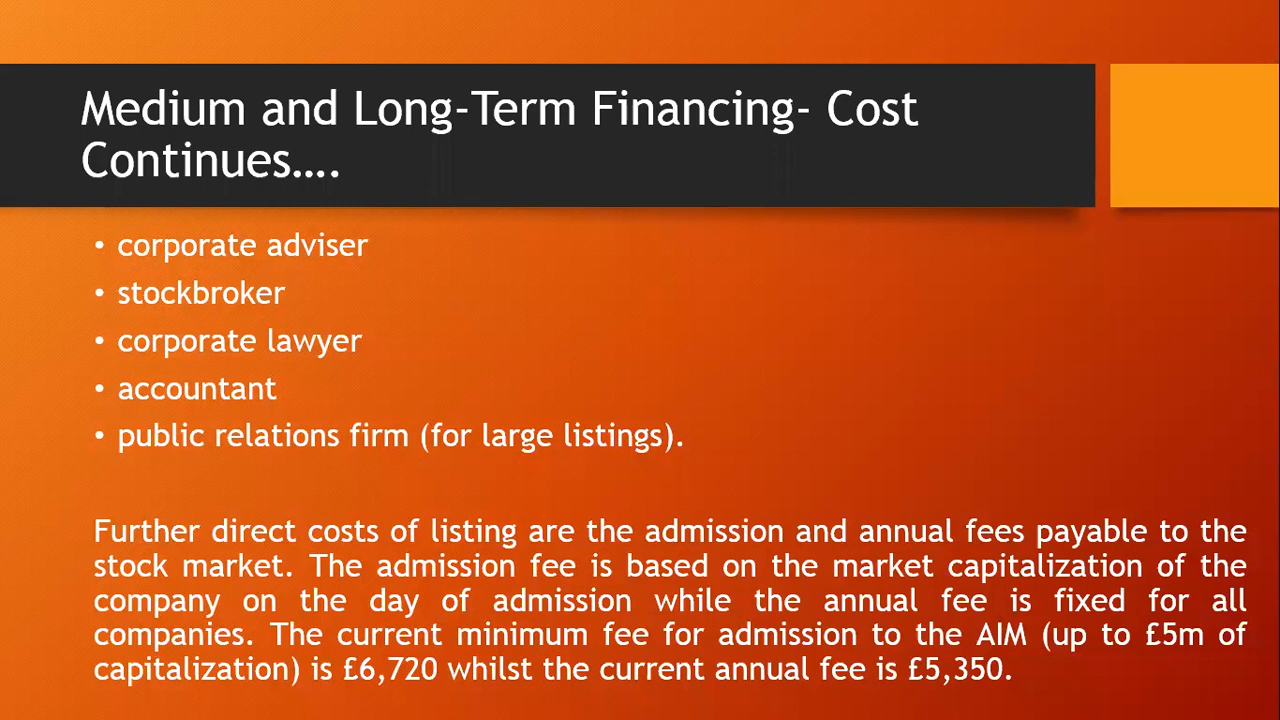 Medium and Long-Term Financing- Cost
Continues….
• corporate adviser
• stockbroker
• corporate lawyer
• accountant
• public relations firm (for large listings).
Further direct costs of listing are the admission and annual fees payable to the
stock market. The admission fee is based on the market capitalization of the
company on the day of admission while the annual fee is fixed for all
companies. The current minimum fee for admission to the AIM (up to £5m of
capitalization) is £6,720 whilst the current annual fee is £5,350.